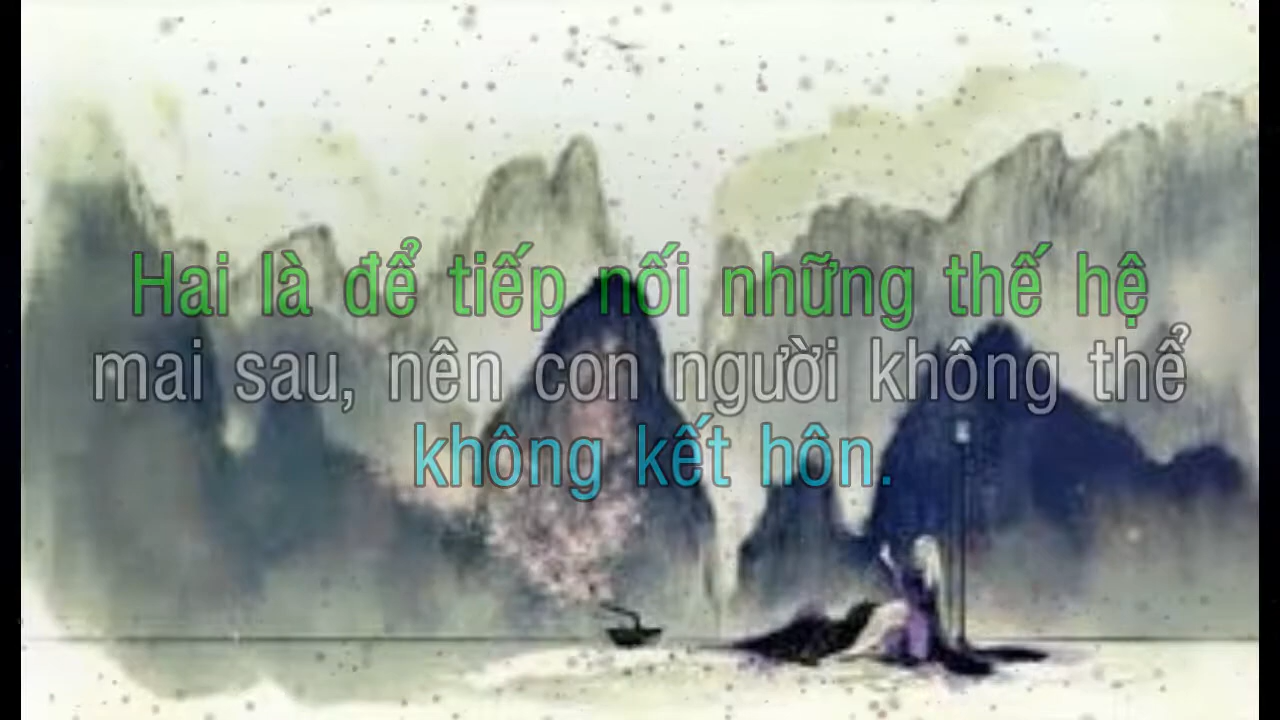 Hai là để tiếp nối những thế hệ
mai sau, nên con người không thể
không kết hôn.